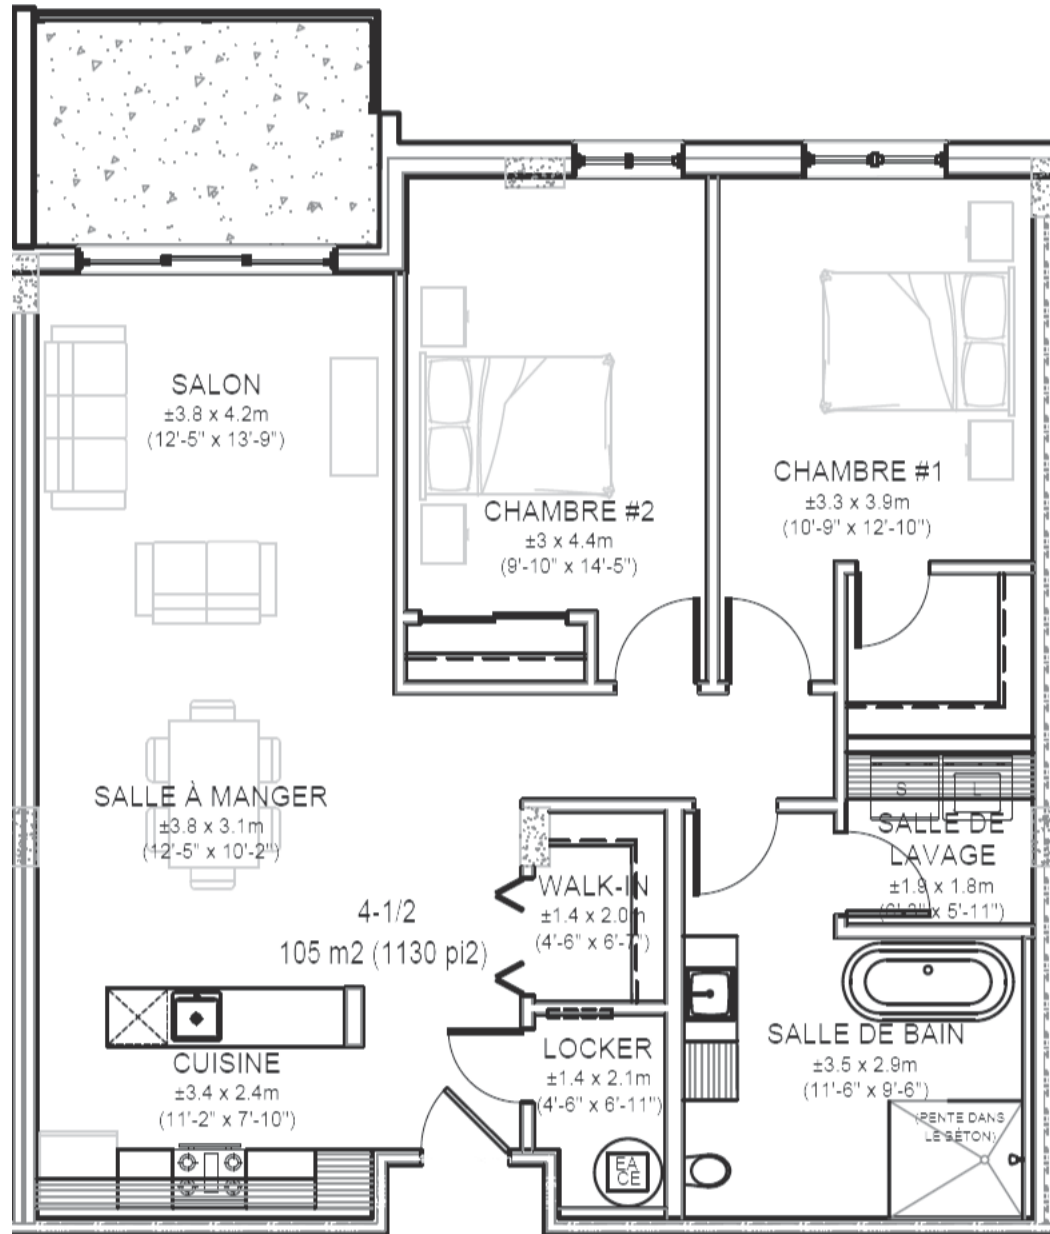 SALON
±3.8 x 4.2m
(12'-5" x 13'-9")
CHAMBRE #1
±3.3 x 3.9m
(10'-9" x 12'-10")
CHAMBRE #2
±3 x 4.4m
(9'-10" x 14'-5")
SALLE À MANGER
±3.8 x 3.1m
(12'-5" x 10'-2")
S
L
SALLE DE
LAVAGE
±1.9 x 1.8m
(6'-3" x 5'-11")
WALK-IN
±1.4 x 2.0m
(4'-6" x 6'-7")
4-1/2
105 m2 (1130 pi2)
CUISINE
±3.4 x 2.4m
(11'-2" x 7'-10")
LOCKER
±1.4 x 2.1m
(4'-6" x 6'-11")
SALLE DE BAIN
±3.5 x 2.9m
(11'-6" x 9'-6")
(PENTE DANS
LE BÉTON)
EA
CE